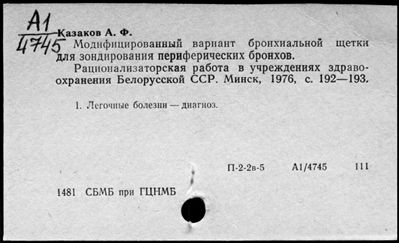 А1
4745
Казаков А. Ф.
Модифицированный вариант бронхиальной щетки
для зондирования периферических бронхов.
Рационализаторская работа в учреждениях здраво-
охранения Белорусской ССР. Минск, 1976, с. 192—193.
1. Легочные болезни — диагноз.
П-2-2в-5 А1/4745 111
1481 СБМБ при ГЦНМБ